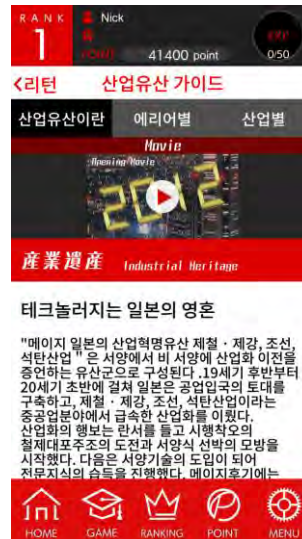 RANK
1
Nick
POINT 41400 point
0/50
<리턴 산업유산 가이드
산업유산이란 에리어별 산업별
Movie
Opening Movie
2012
産業遺産 Industrial Heritage
테크놀러지는 일본의 영혼
"메이지 일본의 산업혁명유산 제철 · 제강, 조선,
석탄산업 " 은 서양에서 비 서양에 산업화 이전을
증언하는 유산군으로 구성된다 .19세기 후반부터
20세기 초반에 걸쳐 일본은 공업입국의 토대를
구축하고, 제철 · 제강, 조선, 석탄산업이라는
중공업분야에서 급속한 산업화를 이뤘다.
산업화의 행보는 란서를 들고 시행착오의
철제대포주조의 도전과 서양식 선박의 모방을
시작했다. 다음은 서양기술의 도입이 되어
전문지식의 습득을 진행했다. 메이지후기에는
HOME GAME RANKING POINT MENU